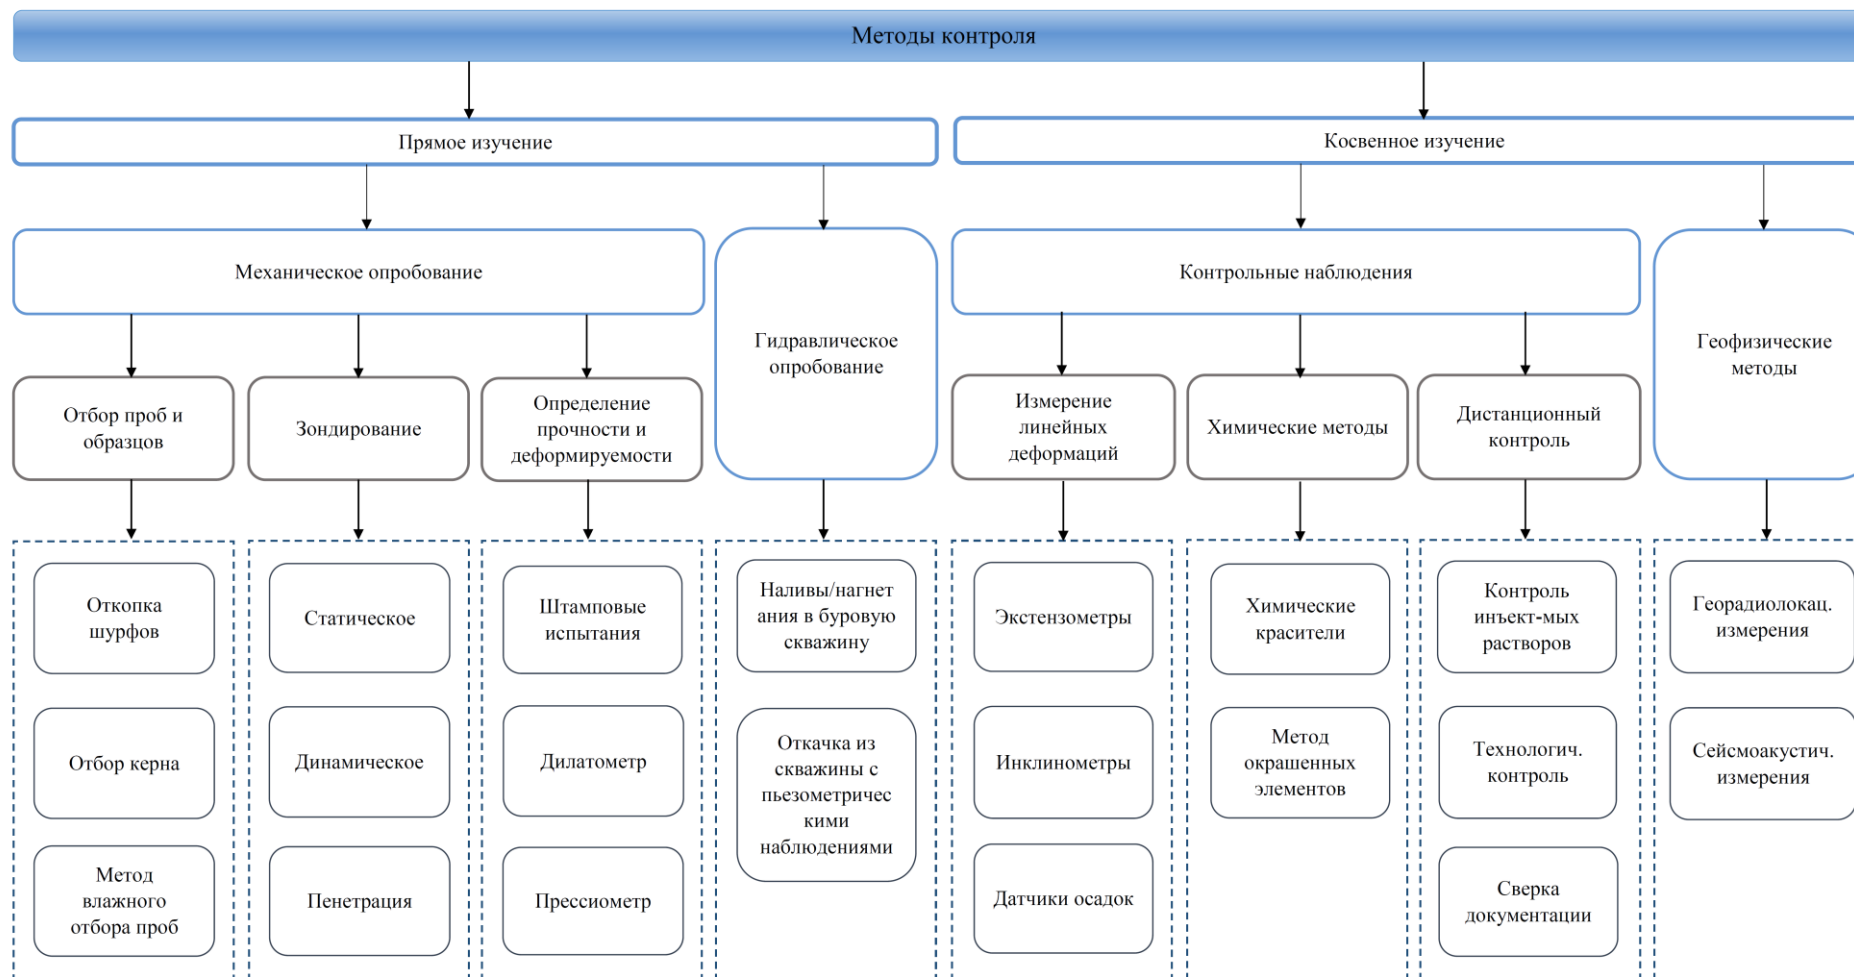 Методы контроля
Прямое изучение
Косвенное изучение
Механическое опробование
Гидравлическое
опробование
Контрольные наблюдения
Геофизические
методы
Отбор проб и
образцов
Зондирование
Определение
прочности и
деформируемости
Измерение
линейных
деформаций
Химические методы
Дистанционный
контроль
Откопка
шурфов
Отбор керна
Метод
влажного
отбора проб
Статическое
Динамическое
Пенетрация
Штамповые
испытания
Дилатометр
Прессиометр
Наливы/нагнет
ания в буровую
скважину
Откачка из
скважины с
пьезометричес
кими
наблюдениями
Экстензометры
Инклинометры
Датчики осадок
Химические
красители
Метод
окрашенных
элементов
Контроль
инъект-мых
растворов
Технологич.
контроль
Сверка
документации
Георадиолокац.
измерения
Сейсмоакустич.
измерения